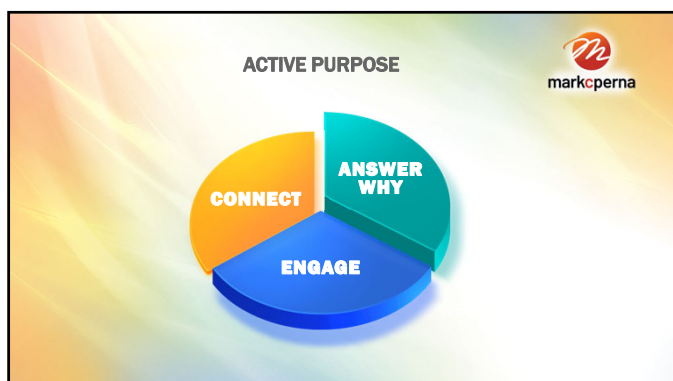 ACTIVE PURPOSE
markcperna
ANSWER
WHY
CONNECT
ENGAGE